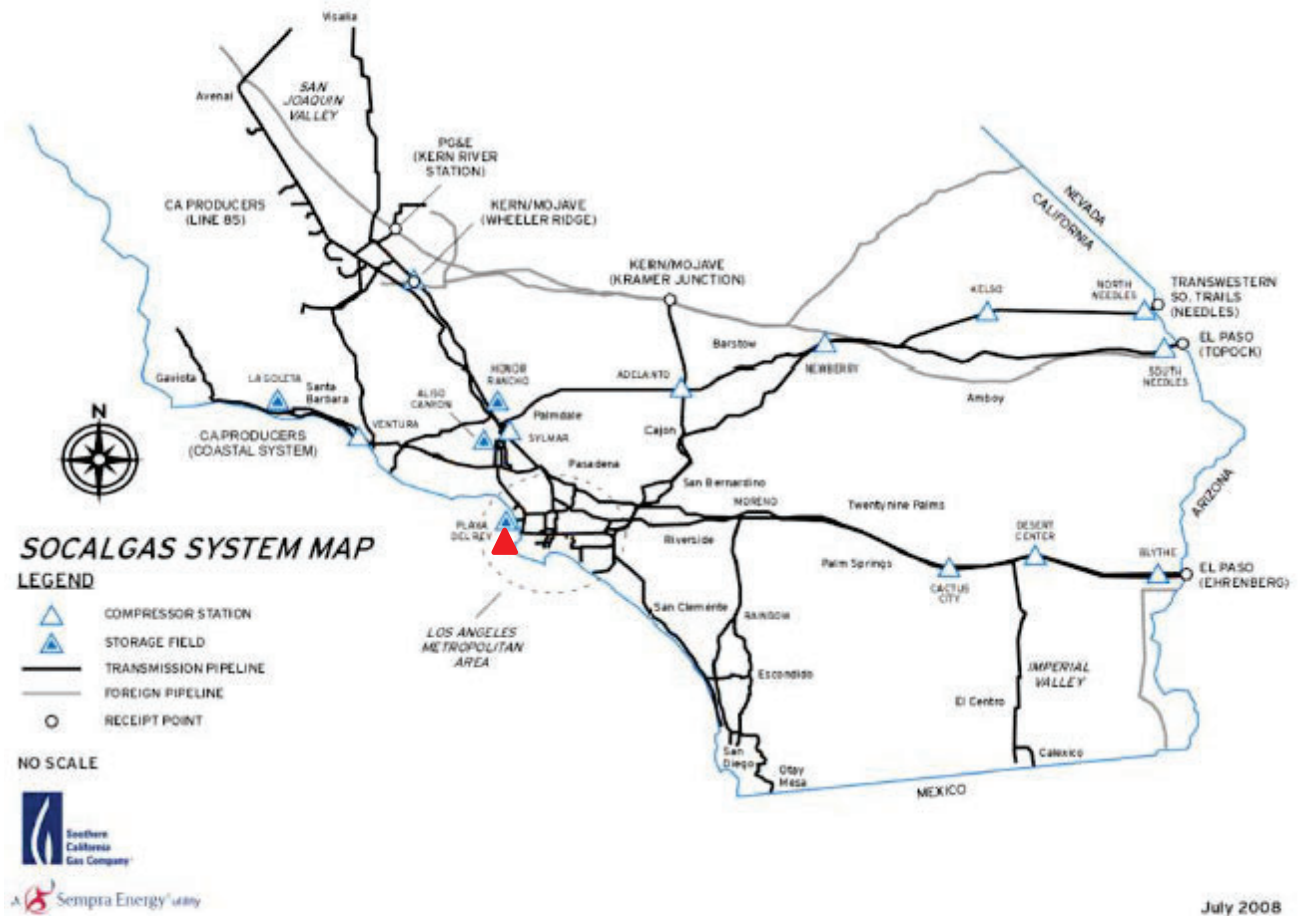 Visalia
Avenal
SAN
JOAQUIN
VALLEY
PG&E
(KERN RIVER
STATION)
CA PRODUCERS
(LINE 85)
KERN/MOJAVE
(WHEELER RIDGE)
KERN/MOJAVE
(KRAMER JUNCTION)
NEVADA
CALIFORNIA
KELSO
NORTH
NEEDLES
TRANSWESTERN
SO. TRAILS
(NEEDLES)
EL PASO
(TOPOCK)
SOUTH
NEEDLES
Barstow
NEWBERRY
Amboy
ADELANTO
Gaviota
LA GOLETA
Santa
Barbara
HONOR
RANCHO
ALISO
CANYON
Palmdale
SYLMAR
VENTURA
CA PRODUCERS
(COASTAL SYSTEM)
Cajon
Pasadena
San Bernardino
MORENO
Twentynine Palms
ARIZONA
N
PLAYA
DEL REY
Riverside
Palm Springs
DESERT
CENTER
BLYTHE
CACTUS
CITY
EL PASO
(EHRENBERG)
San Clemente
RAINBOW
LOS ANGELES
METROPOLITAN
AREA
Escondido
IMPERIAL
VALLEY
El Centro
San
Diego
Otay
Mesa
Calexico
MEXICO
SOCALGAS SYSTEM MAP
LEGEND
COMPRESSOR STATION
STORAGE FIELD
TRANSMISSION PIPELINE
FOREIGN PIPELINE
RECEIPT POINT
NO SCALE
Southern
California
Gas Company
A Sempra Energy utility
July 2008